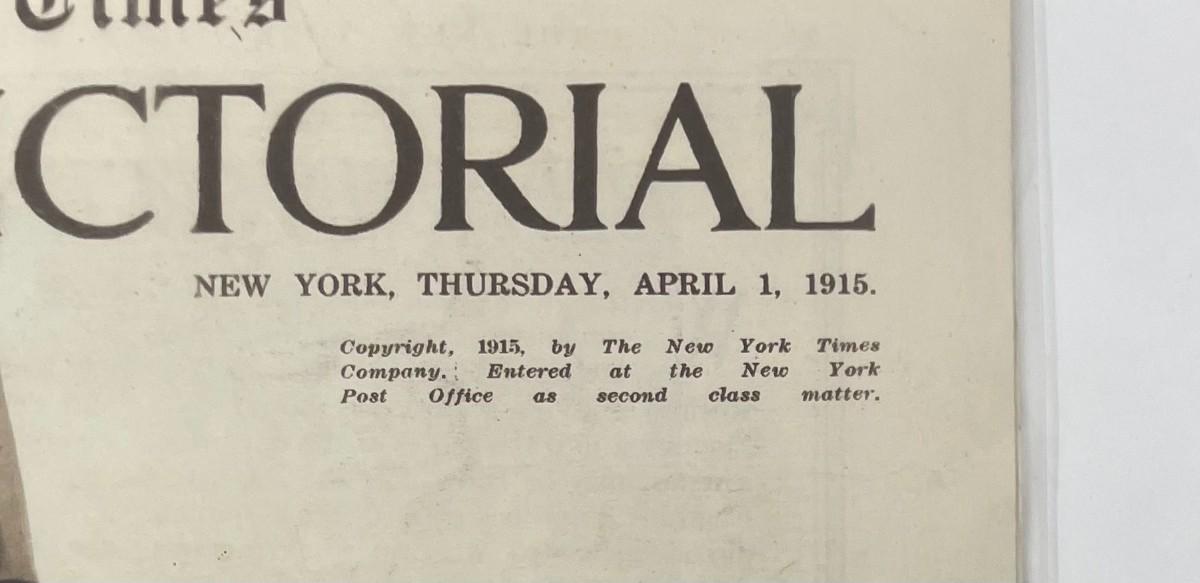 Times
CTORIAL
NEW YORK, THURSDAY, APRIL 1, 1915.
Copyright, 1915, by The New York Times
Company. Entered at the New York
Post Office as second class matter.